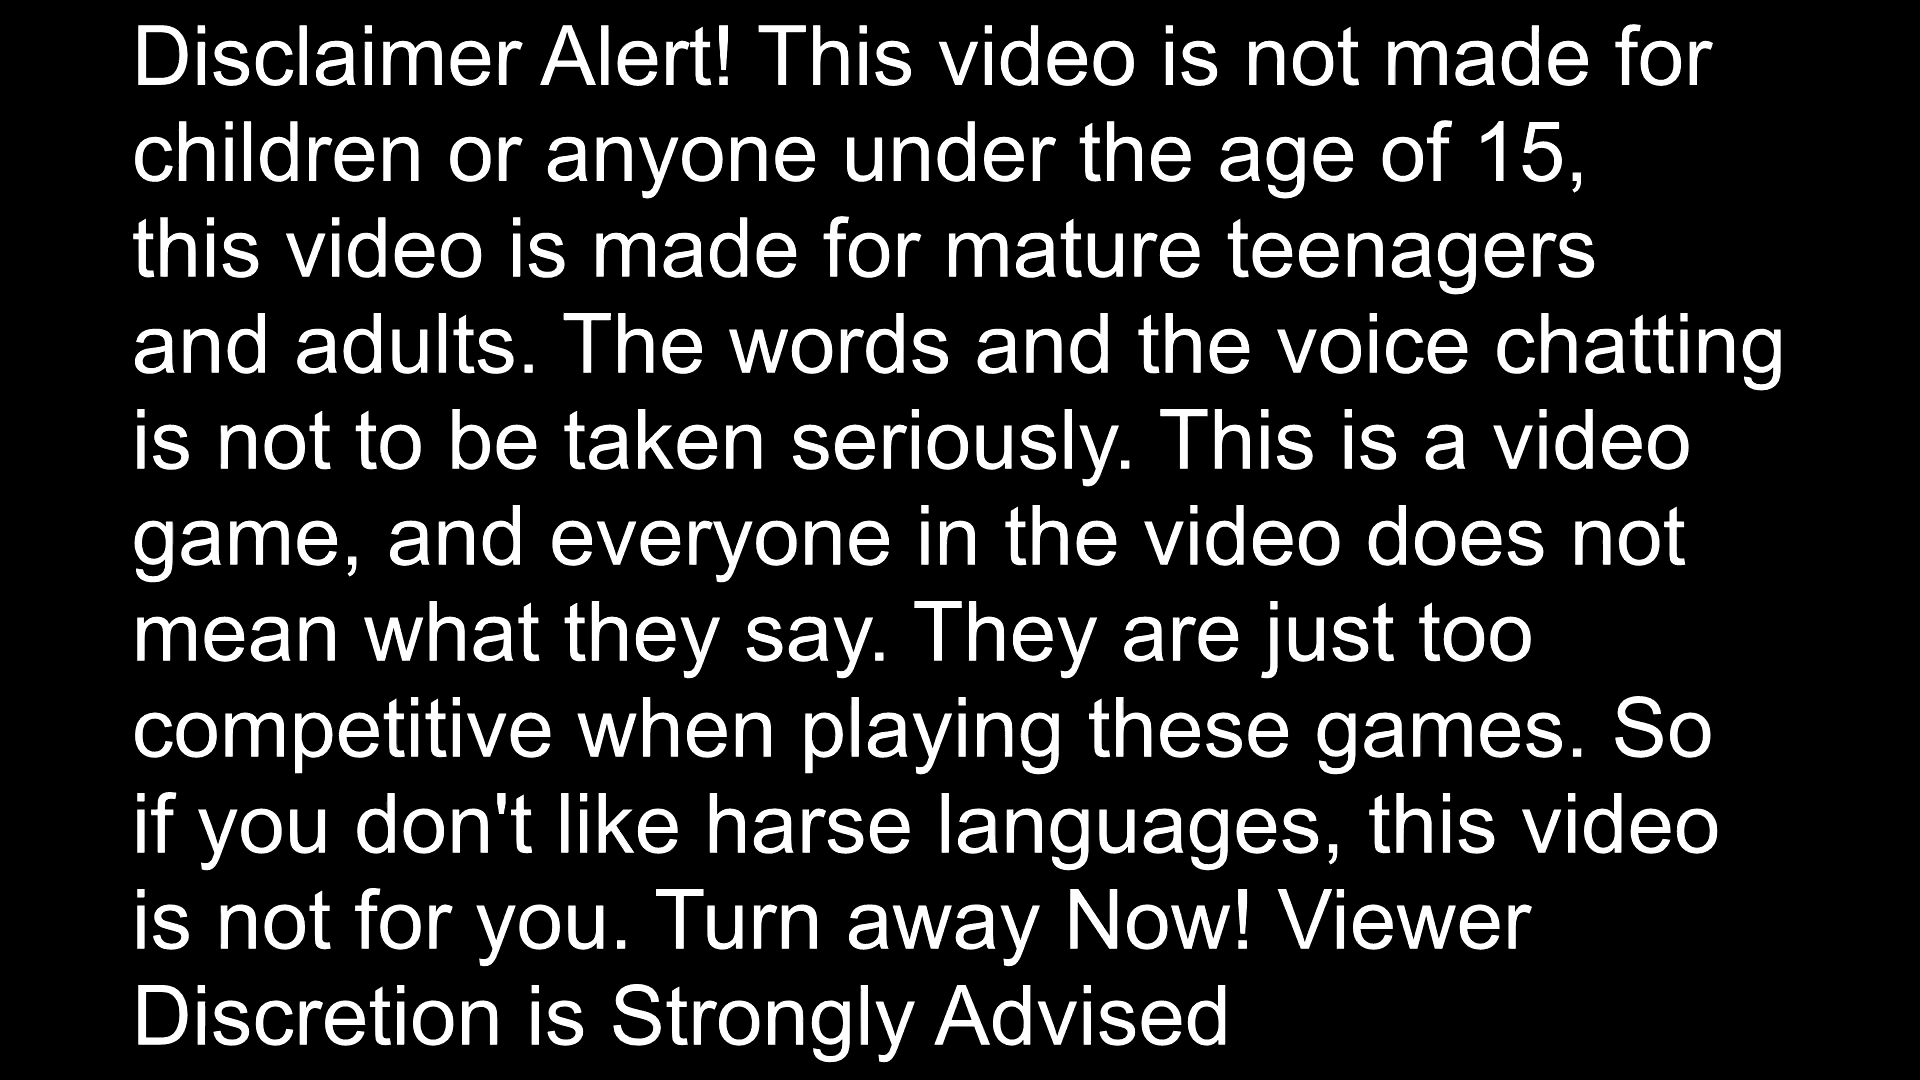 Disclaimer Alert! This video is not made for
children or anyone under the age of 15,
this video is made for mature teenagers
and adults. The words and the voice chatting
is not to be taken seriously. This is a video
game, and everyone in the video does not
mean what they say. They are just too
competitive when playing these games. So
if you don't like harse languages, this video
is not for you. Turn away Now! Viewer
Discretion is Strongly Advised